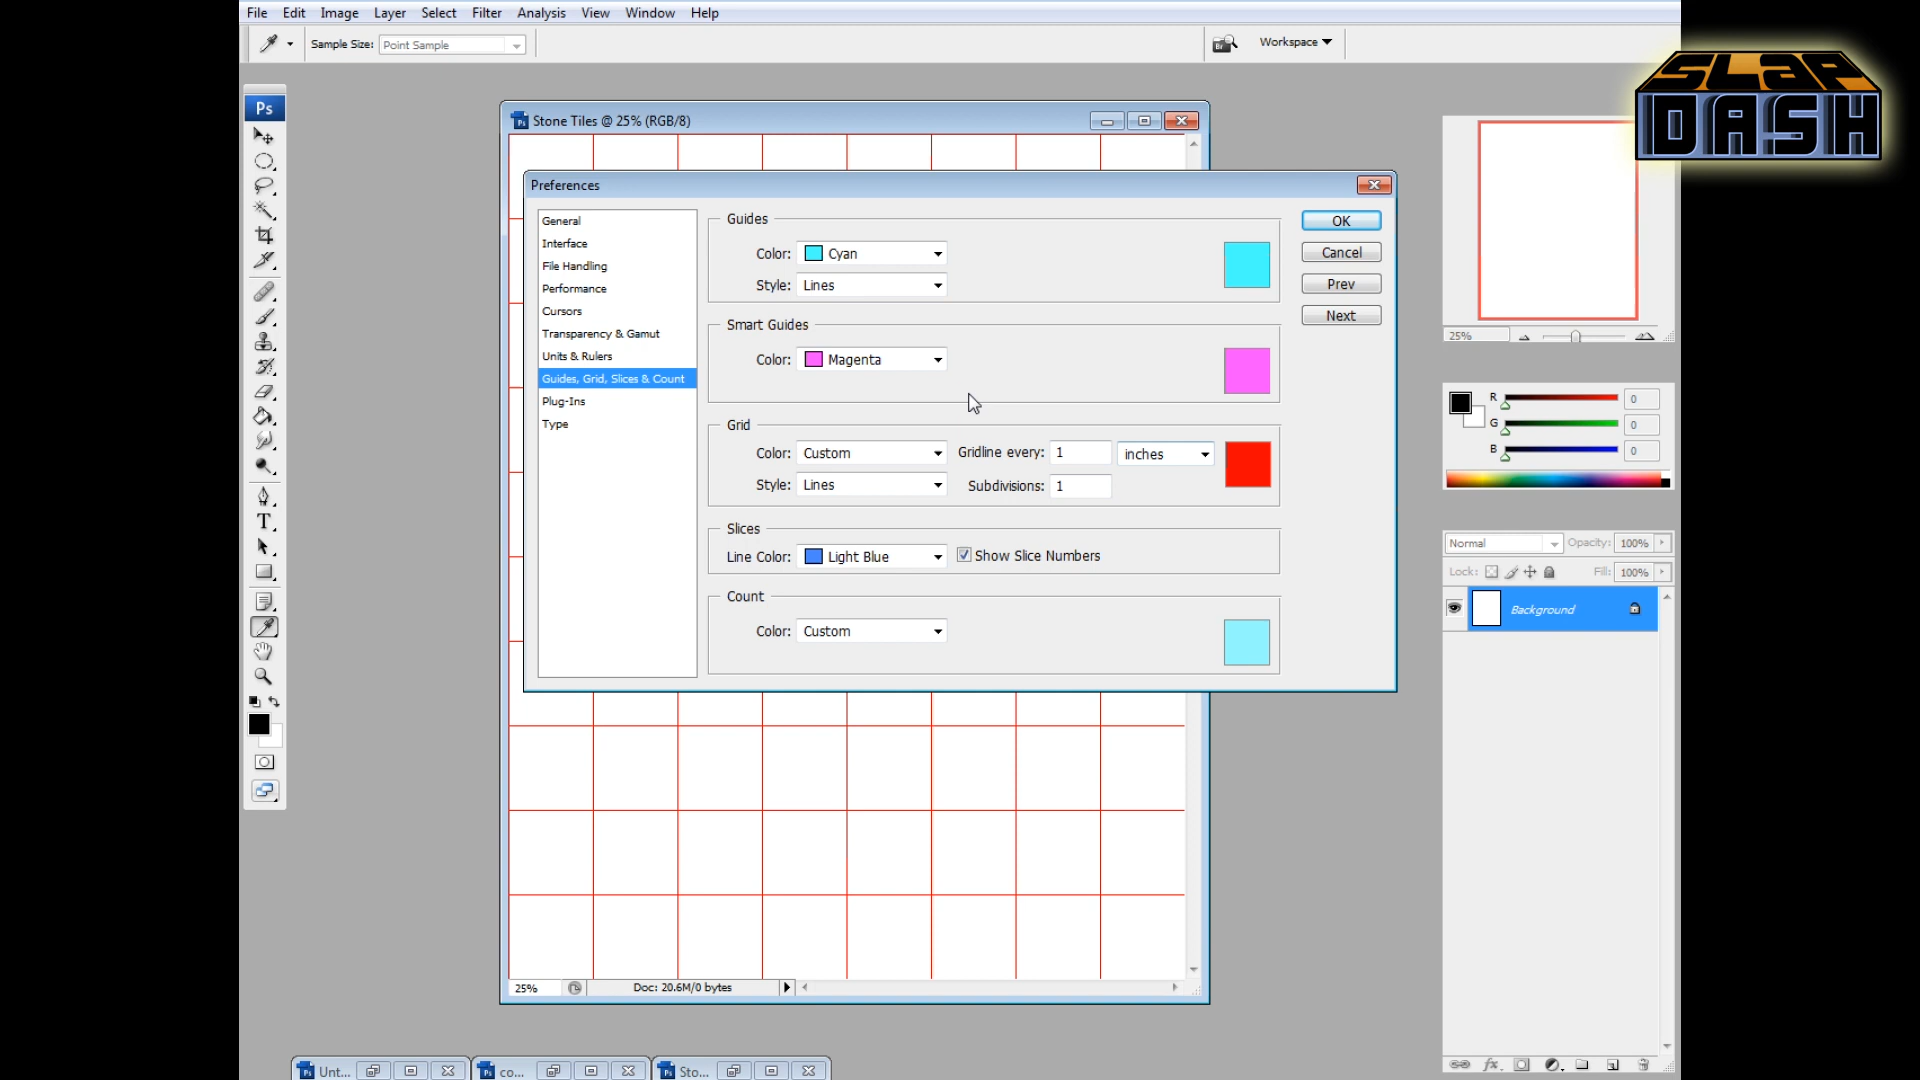 File Edit Image Layer Select Filter Analysis View Window Help
Sample Size: Point Sample
Br
Workspace
SLAP
DASH
Ps
Stone Tiles @ 25% (RGB/8)
Preferences
General
Interface
File Handling
Performance
Cursors
Transparency & Gamut
Units & Rulers
Guides, Grid, Slices & Count
Plug-Ins
Type
Guides
Color: Cyan
Style: Lines
Smart Guides
Color: Magenta
Grid
Color: Custom
Gridline every: 1 inches
Style: Lines
Subdivisions: 1
Slices
Line Color: Light Blue
Show Slice Numbers
Count
Color: Custom
OK
Cancel
Prev
Next
25%
R 0
G 0
B 0
Normal Opacity: 100%
Lock: Fill: 100%
Background
T
25% Doc: 20.6M/0 bytes
Unt... co... Sto...
fx